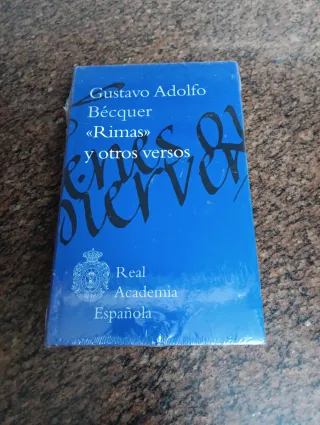 Gustavo Adolfo
Bécquer
«Rimas»
y otros versos
Real
Academia
Española